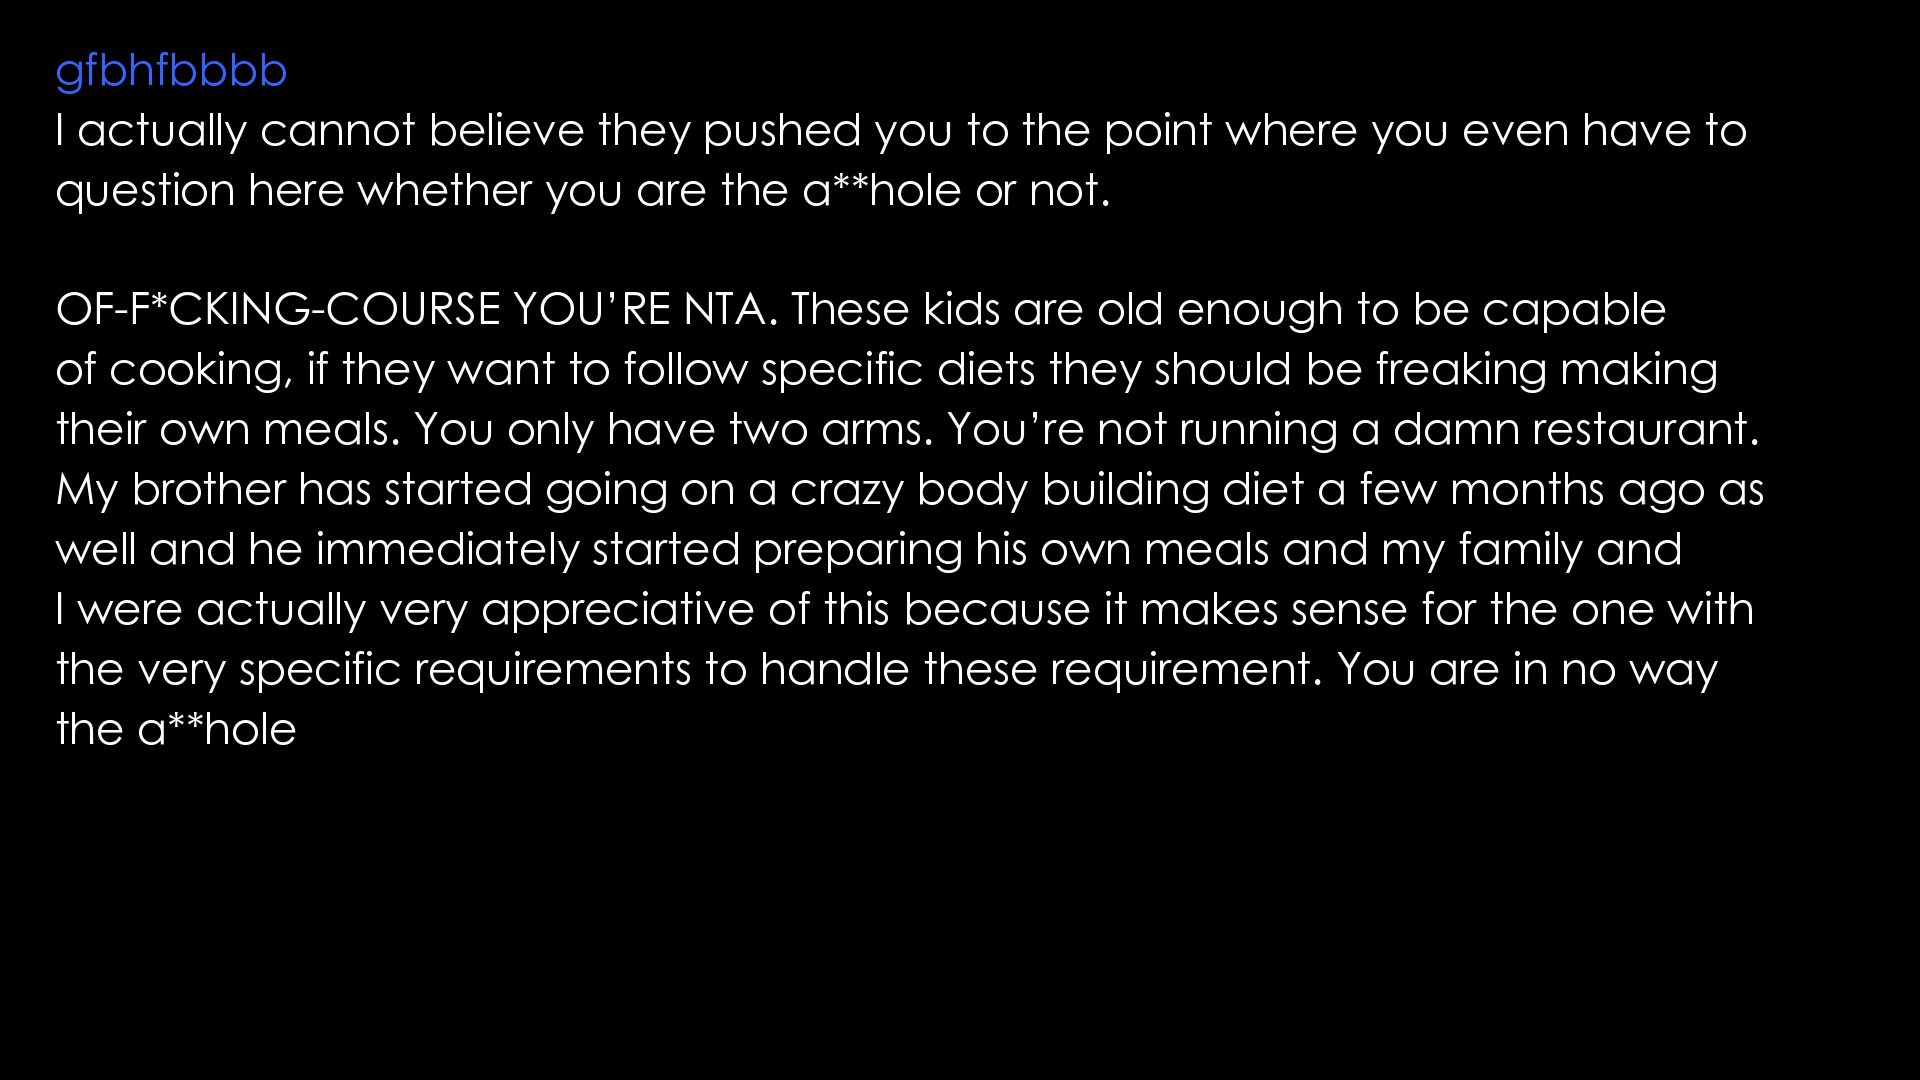 gfbhfbbbb
I actually cannot believe they pushed you to the point where you even have to
question here whether you are the a**hole or not.
OF-F*CKING-COURSE YOU’RE NTA. These kids are old enough to be capable
of cooking, if they want to follow specific diets they should be freaking making
their own meals. You only have two arms. You’re not running a damn restaurant.
My brother has started going on a crazy body building diet a few months ago as
well and he immediately started preparing his own meals and my family and
I were actually very appreciative of this because it makes sense for the one with
the very specific requirements to handle these requirement. You are in no way
the a**hole